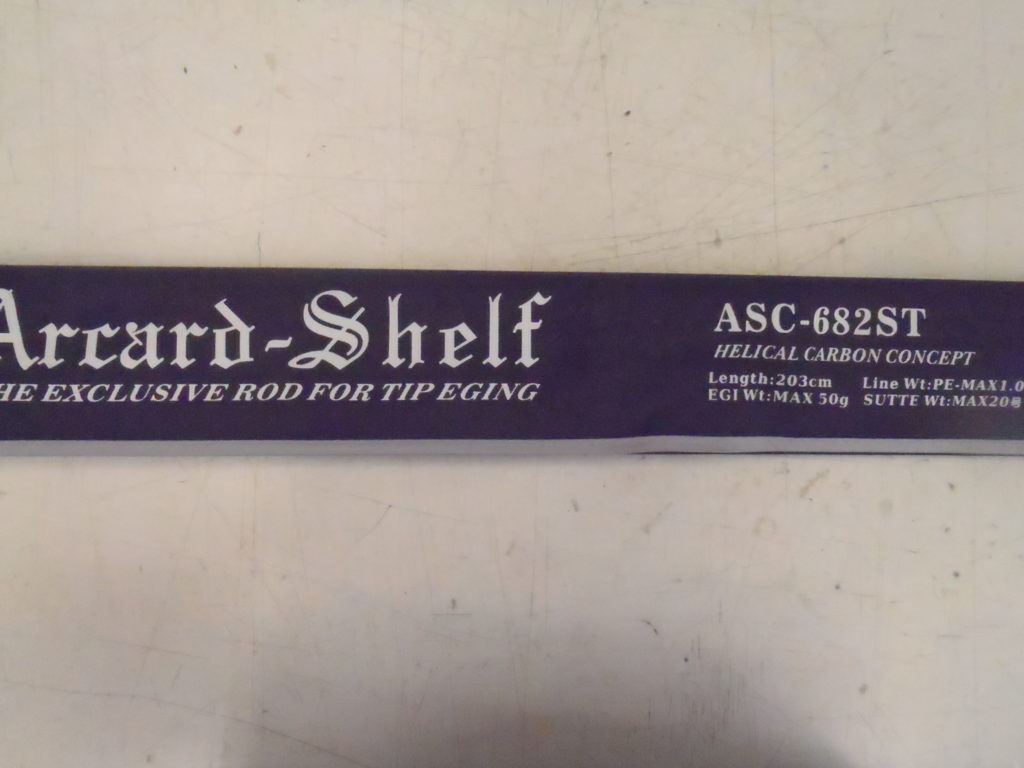 Arcard-Shelf
HE EXCLUSIVE ROD FOR TIP EGING
ASC-682ST
HELICAL CARBON CONCEPT
Length:203cm Line Wt:PE-MAX1.0
EGI Wt:MAX 50g SUTTE Wt:MAX20号